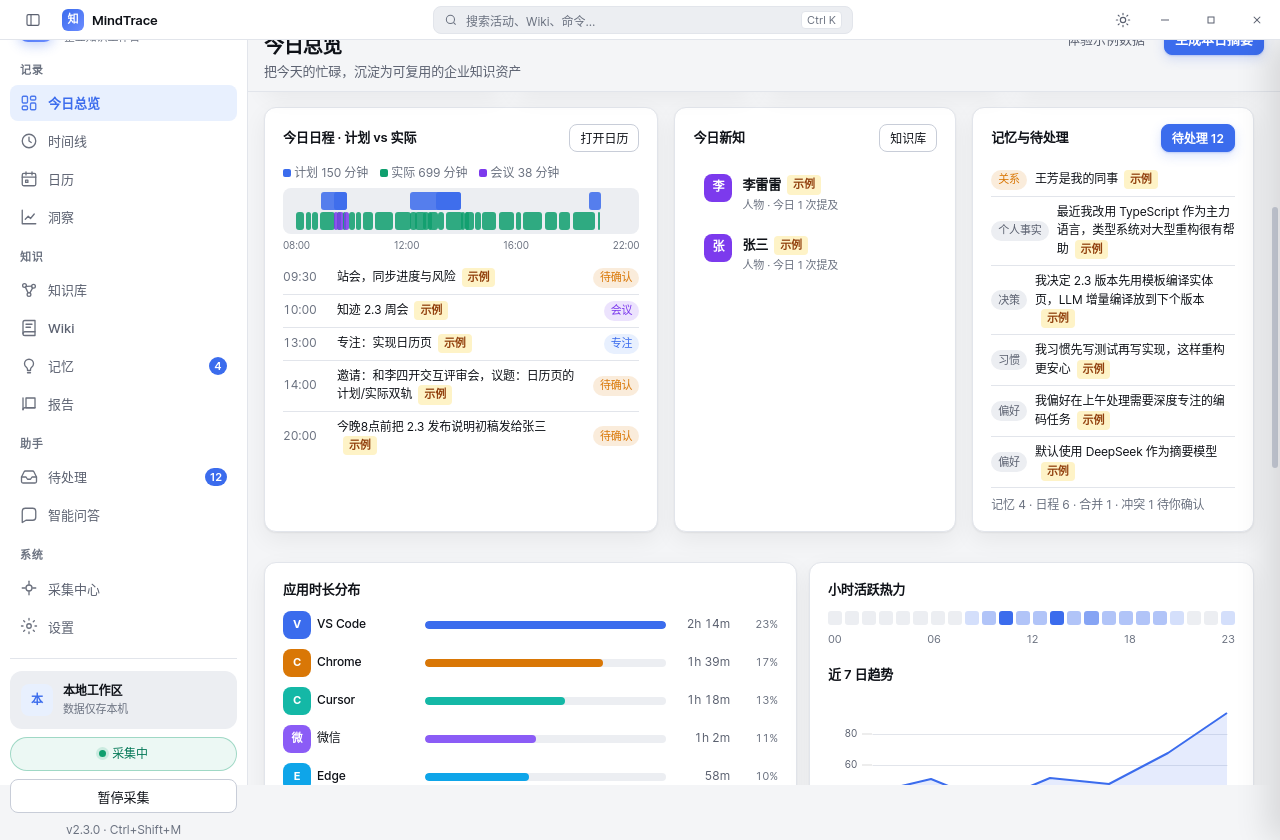 知 MindTrace
搜索活动、Wiki、命令...
Ctrl K
记录
今日总览
时间线
日历
洞察
知识
知识库
Wiki
记忆 4
报告
助手
待处理 12
智能问答
系统
采集中心
设置
本 本地工作区
数据仅存本机
采集中
暂停采集
v2.3.0 · Ctrl+Shift+M
今日总览
把今天的忙碌，沉淀为可复用的企业知识资产
体验示例数据
生成本日摘要
今日日程 · 计划 vs 实际
打开日历
计划 150 分钟 实际 699 分钟 会议 38 分钟
08:00 12:00 16:00 22:00
09:30 站会，同步进度与风险 示例 待确认
10:00 知迹 2.3 周会 示例 会议
13:00 专注：实现日历页 示例 专注
14:00 邀请：和李四开交互评审会，议题：日历页的
计划/实际双轨 示例 待确认
20:00 今晚8点前把 2.3 发布说明初稿发给张三
示例 待确认
今日新知
知识库
李 李雷雷 示例
人物 · 今日 1 次提及
张 张三 示例
人物 · 今日 1 次提及
记忆与待处理
待处理 12
关系 王芳是我的同事 示例
个人事实 最近我改用 TypeScript 作为主力
语言，类型系统对大型重构很有帮
助 示例
决策 我决定 2.3 版本先用模板编译实体
页，LLM 增量编译放到下个版本
示例
习惯 我习惯先写测试再写实现，这样重构
更安心 示例
偏好 我偏好在上午处理需要深度专注的编
码任务 示例
偏好 默认使用 DeepSeek 作为摘要模型
示例
记忆 4 · 日程 6 · 合并 1 · 冲突 1 待你确认
应用时长分布
V VS Code 2h 14m 23%
C Chrome 1h 39m 17%
C Cursor 1h 18m 13%
微 微信 1h 2m 11%
E Edge 58m 10%
小时活跃热力
00 06 12 18 23
近 7 日趋势
80
60